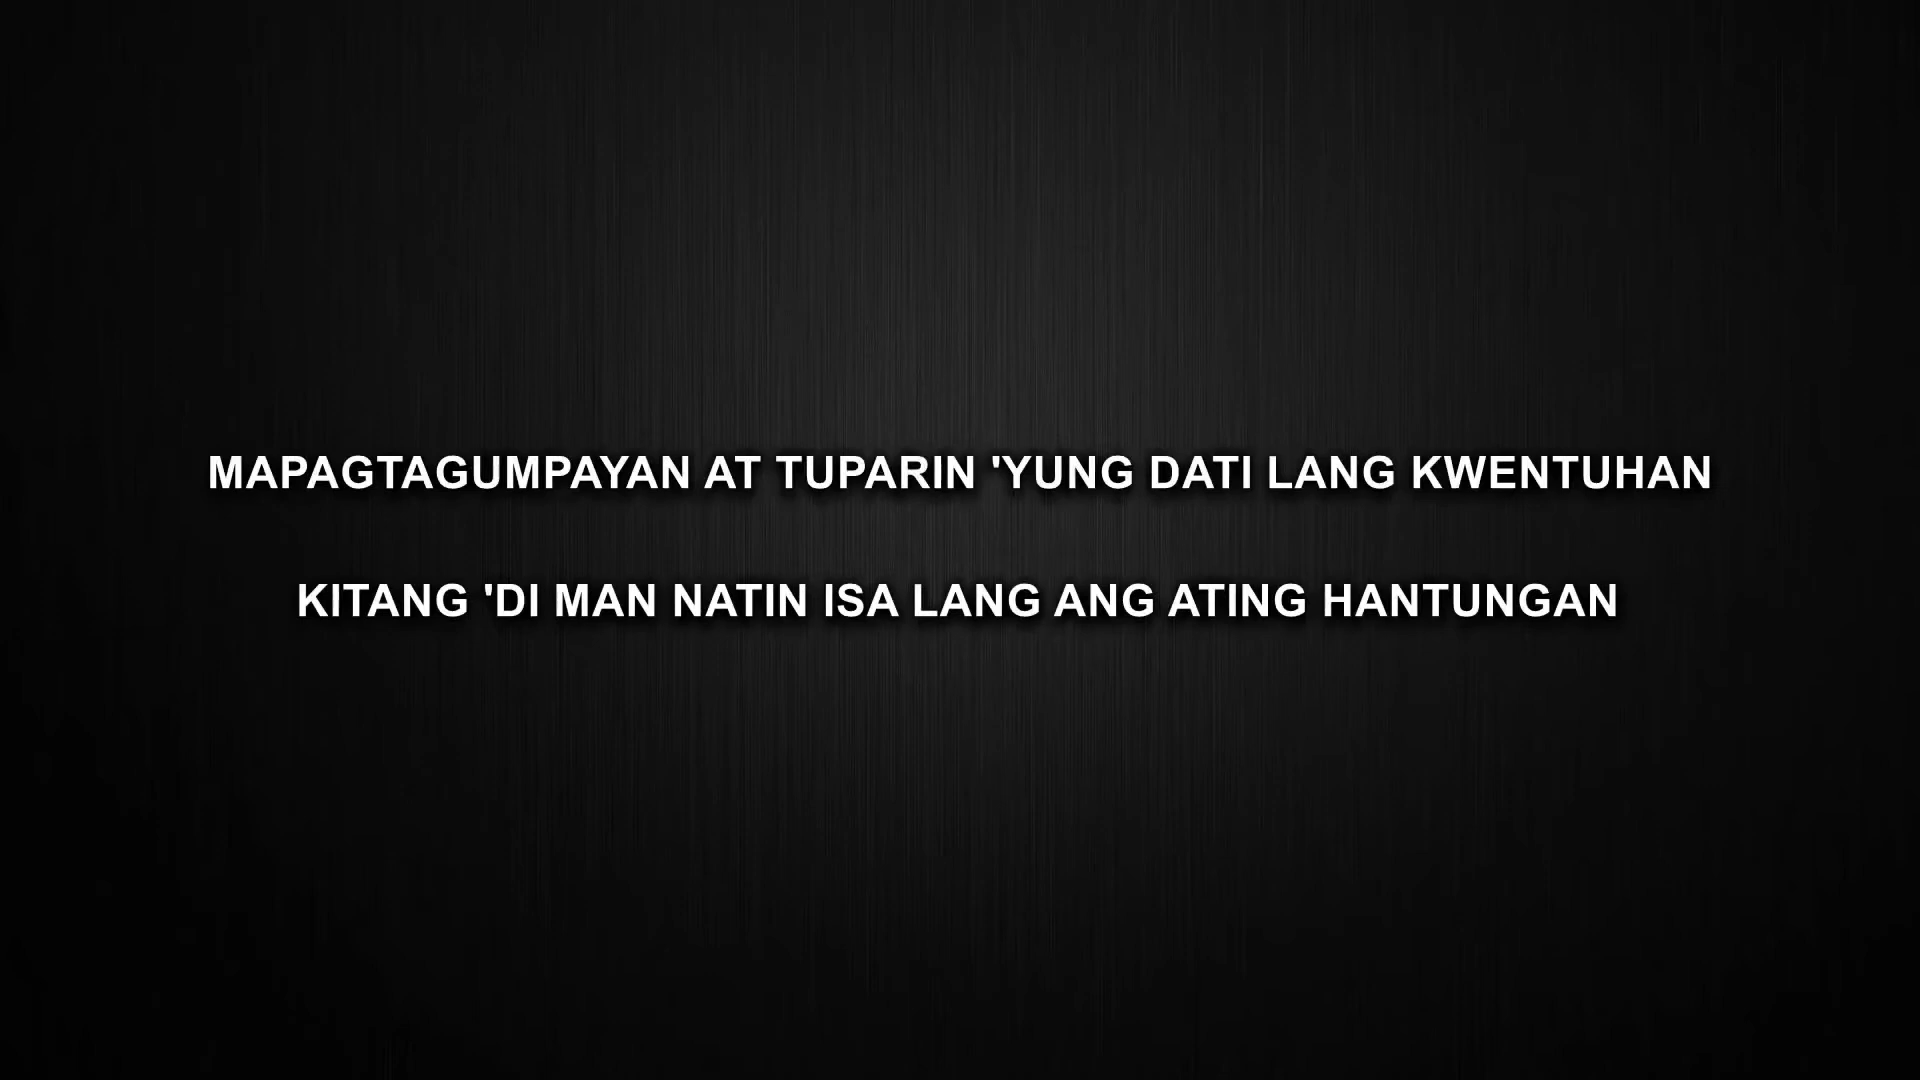 MAPAGTAGUMPAYAN AT TUPARIN 'YUNG DATI LANG KWENTUHAN
KITANG 'DI MAN NATIN ISA LANG ANG ATING HANTUNGAN